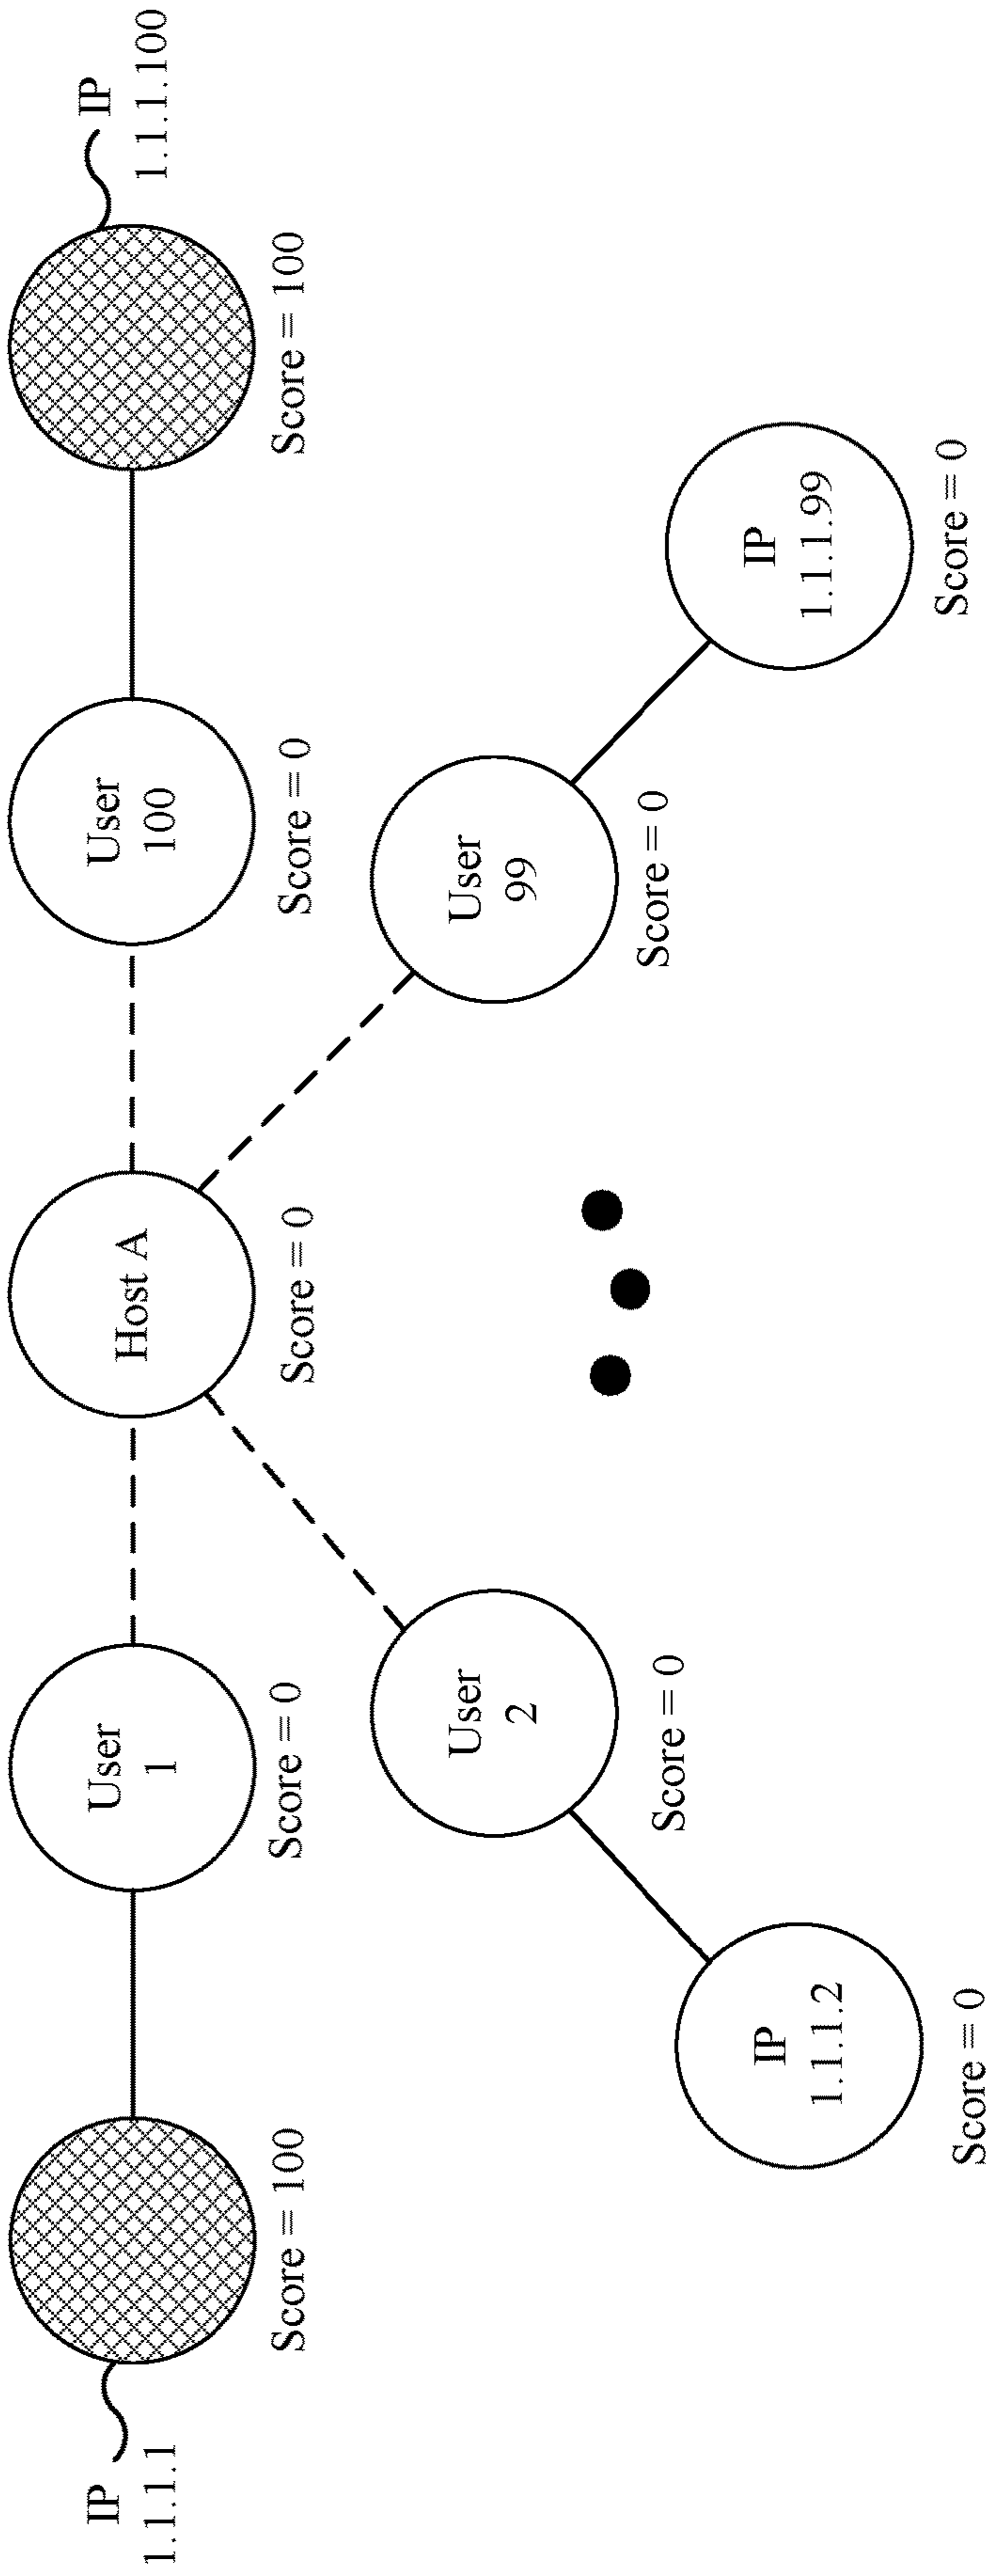 IP
1.1.1.1
Score = 100
User
1
Score = 0
Host A
Score = 0
User
100
Score = 0
IP
1.1.1.100
Score = 100
User
2
Score = 0
User
99
Score = 0
IP
1.1.1.2
Score = 0
IP
1.1.1.99
Score = 0